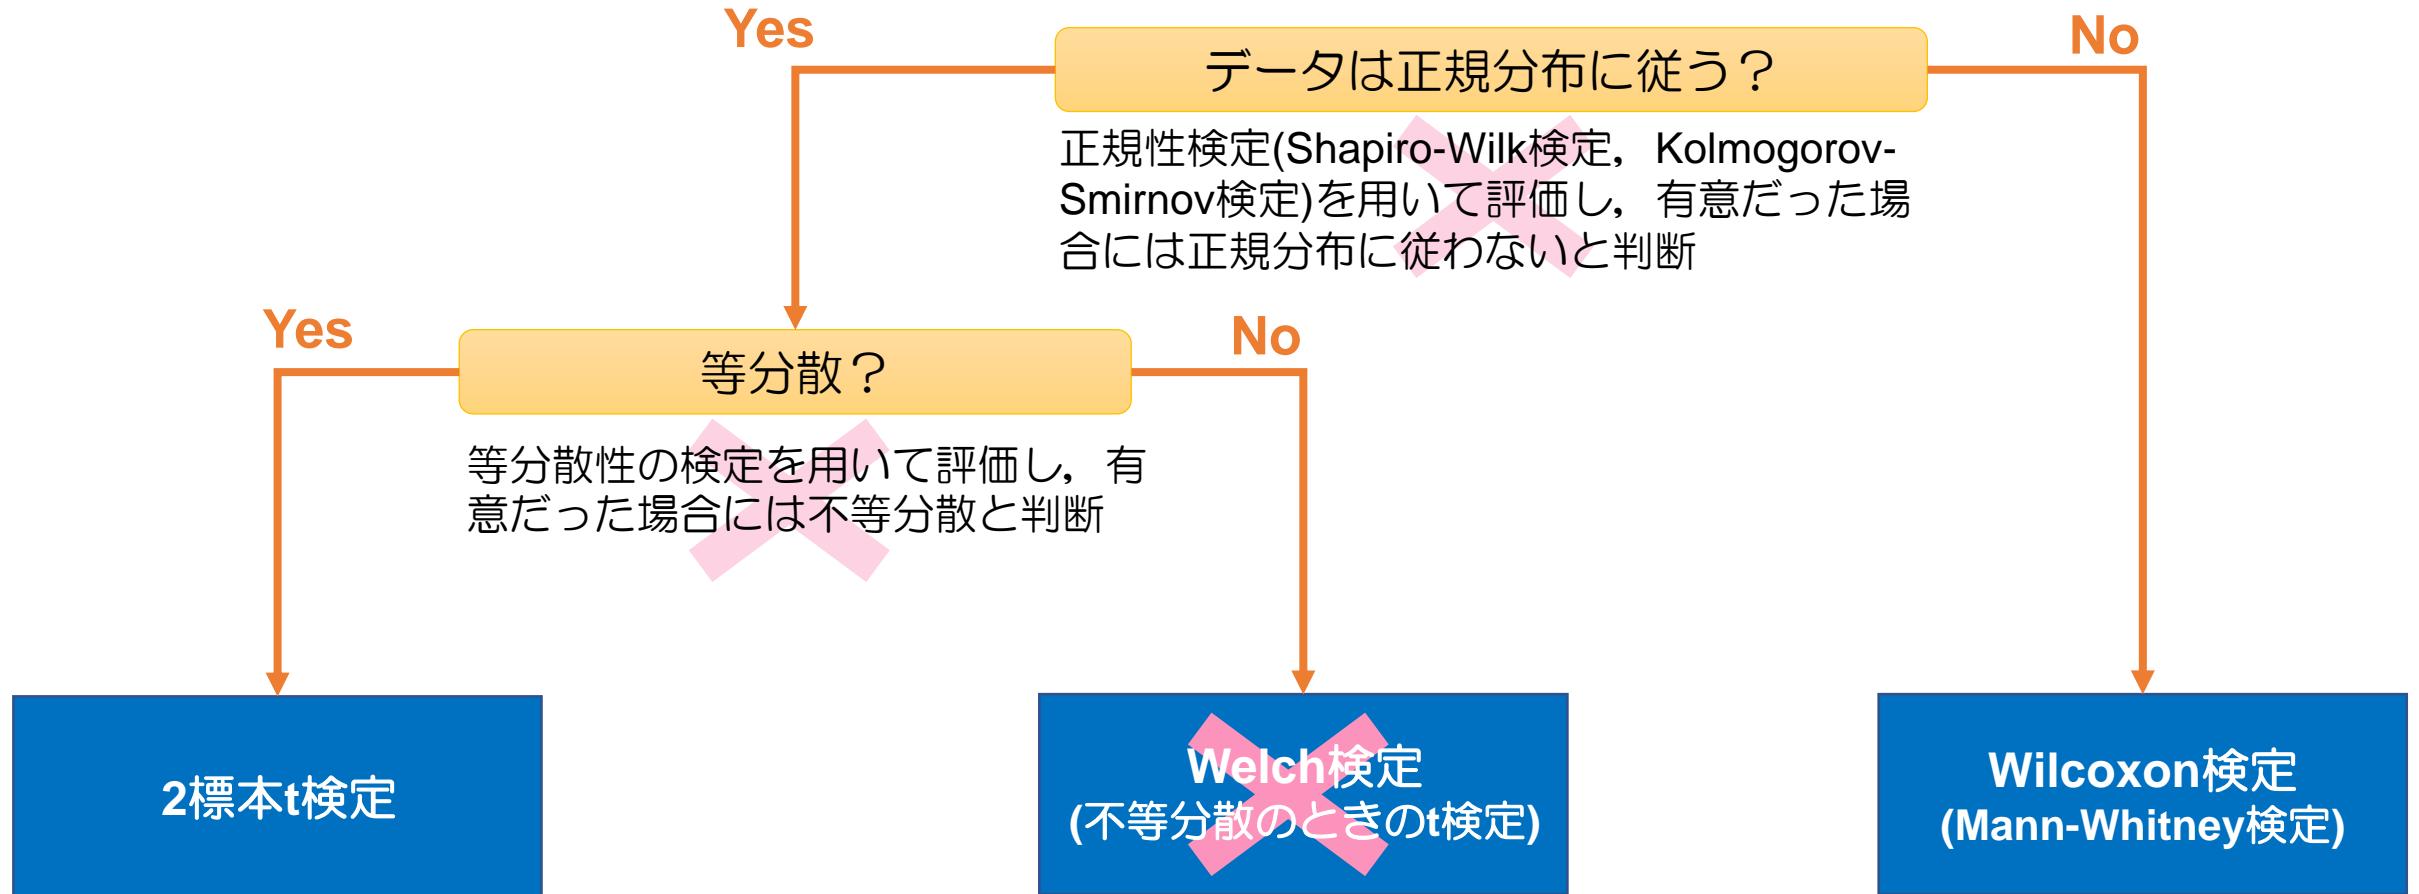 Yes
データは正規分布に従う？
No
正規性検定(Shapiro-Wilk検定，Kolmogorov-
Smirnov検定)を用いて評価し，有意だった場
合には正規分布に従わないと判断
Yes
等分散？
No
等分散性の検定を用いて評価し，有
意だった場合には不等分散と判断
2標本t検定
Welch検定
(不等分散のときのt検定)
Wilcoxon検定
(Mann-Whitney検定)